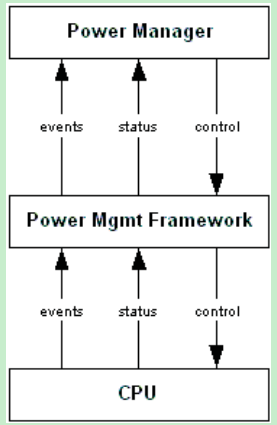 Power Manager
events status control
Power Mgmt Framework
events status control
CPU